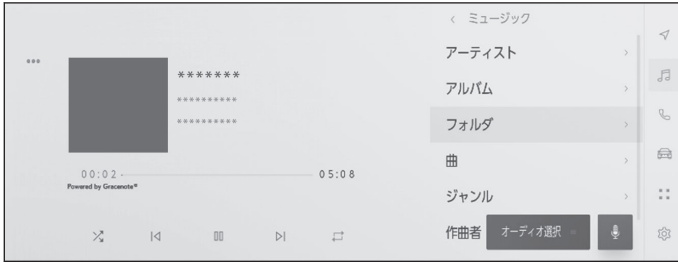 ミュージック
アーティスト
アルバム
フォルダ
曲
ジャンル
作曲者
オーディオ選択
*******
**********
**********
00:02
05:08
Powered by Gracenote®